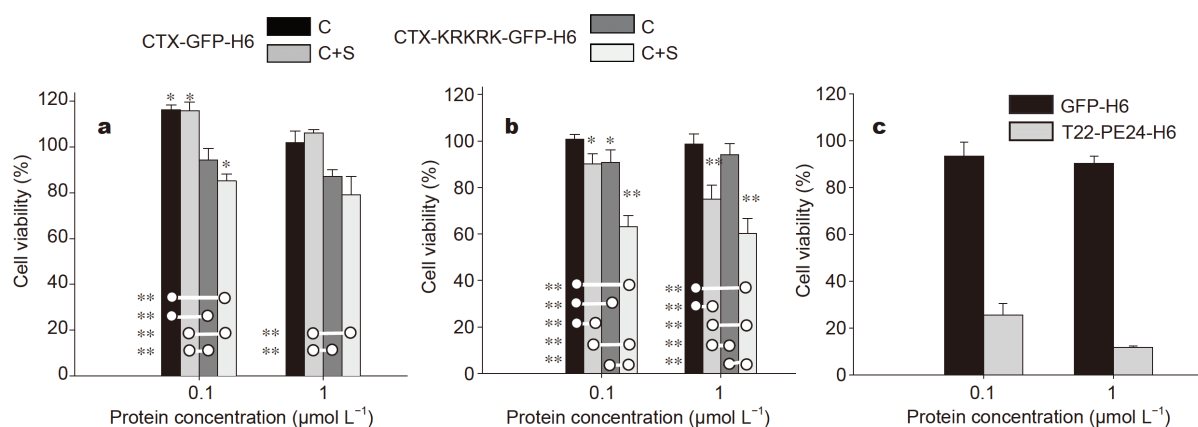 CTX-GFP-H6
C
C+S
CTX-KRKRK-GFP-H6
C
C+S
a
Cell viability (%)
120
100
80
60
40
20
0
* *
*
**
**
**
**
**
**
0.1
1
Protein concentration (μmol L⁻¹)
b
Cell viability (%)
120
100
80
60
40
20
0
* *
**
**
**
**
**
**
**
**
**
**
**
**
**
**
0.1
1
Protein concentration (μmol L⁻¹)
c
GFP-H6
T22-PE24-H6
Cell viability (%)
120
100
80
60
40
20
0
0.1
1
Protein concentration (μmol L⁻¹)